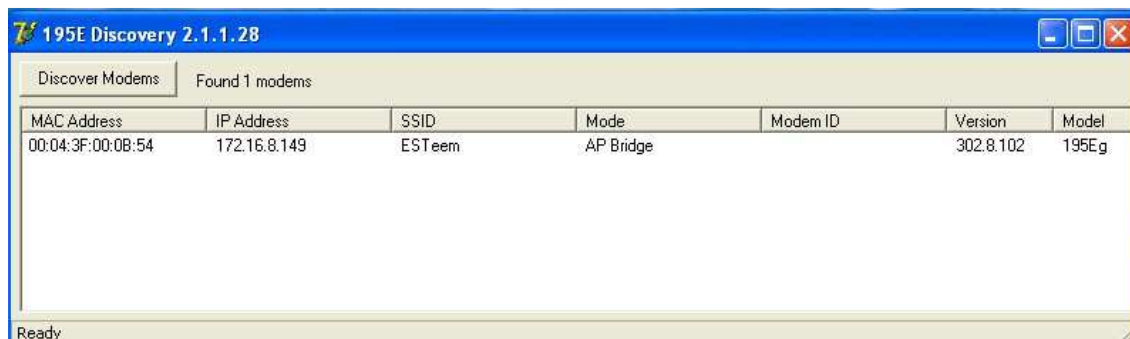 195E Discovery 2.1.1.28
Discover Modems Found 1 modems
MAC Address IP Address SSID Mode Modem ID Version Model
00:04:3F:00:0B:54 172.16.8.149 ESTeem AP Bridge 302.8.102 195Eg
Ready